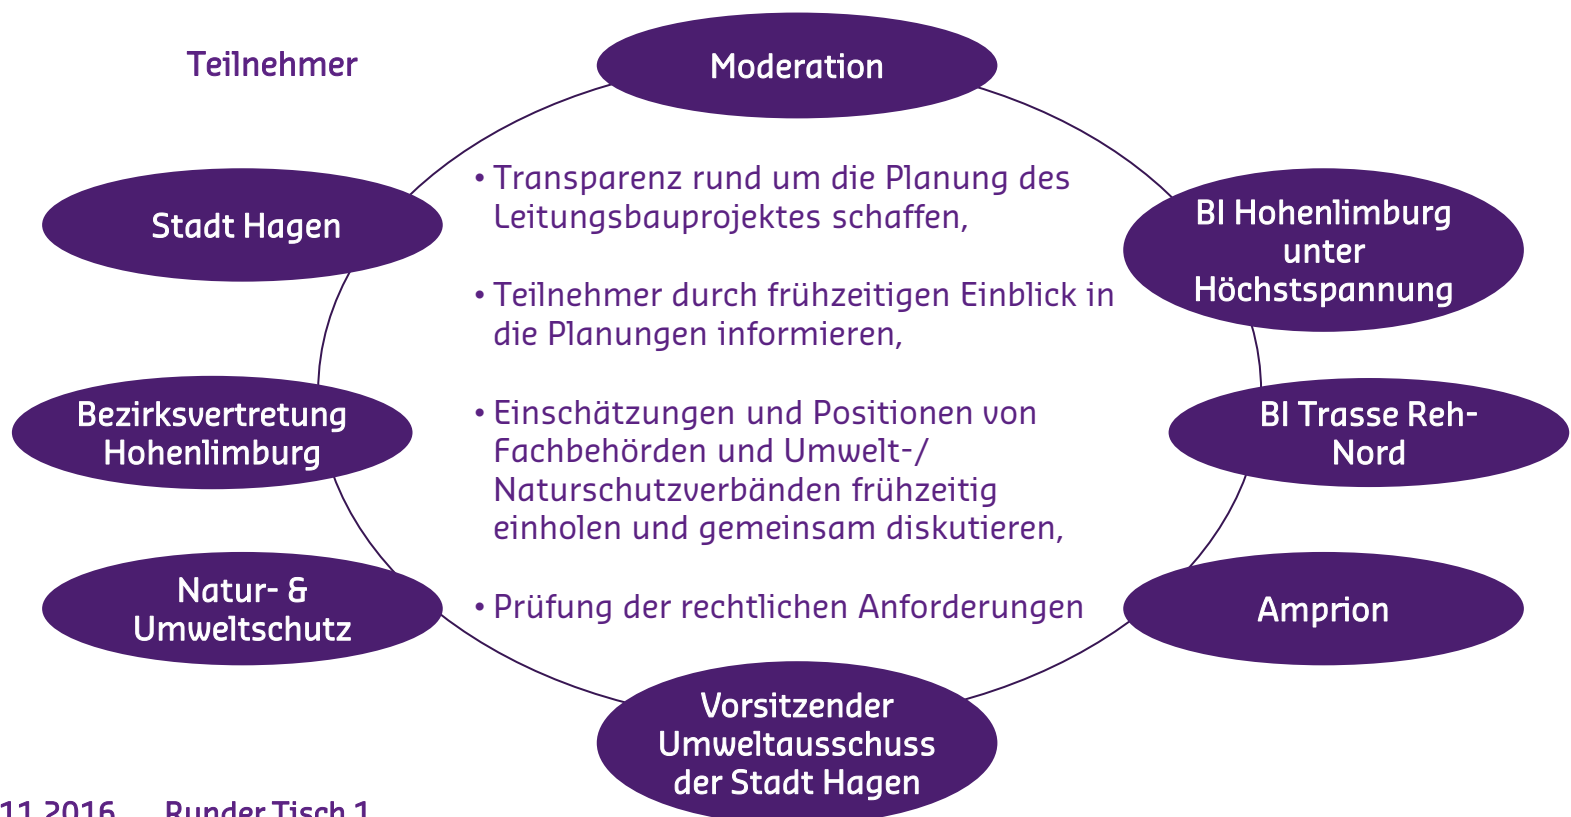 Teilnehmer
Moderation
Stadt Hagen
• Transparenz rund um die Planung des
Leitungsbauprojektes schaffen,
BI Hohenlimburg
unter
Höchstspannung
• Teilnehmer durch frühzeitigen Einblick in
die Planungen informieren,
Bezirksvertretung
Hohenlimburg
• Einschätzungen und Positionen von
Fachbehörden und Umwelt-/
Naturschutzverbänden frühzeitig
einholen und gemeinsam diskutieren,
BI Trasse Reh-
Nord
Natur- &
Umweltschutz
• Prüfung der rechtlichen Anforderungen
Amprion
Vorsitzender
Umweltausschuss
der Stadt Hagen
11.2016 Runder Tisch 1